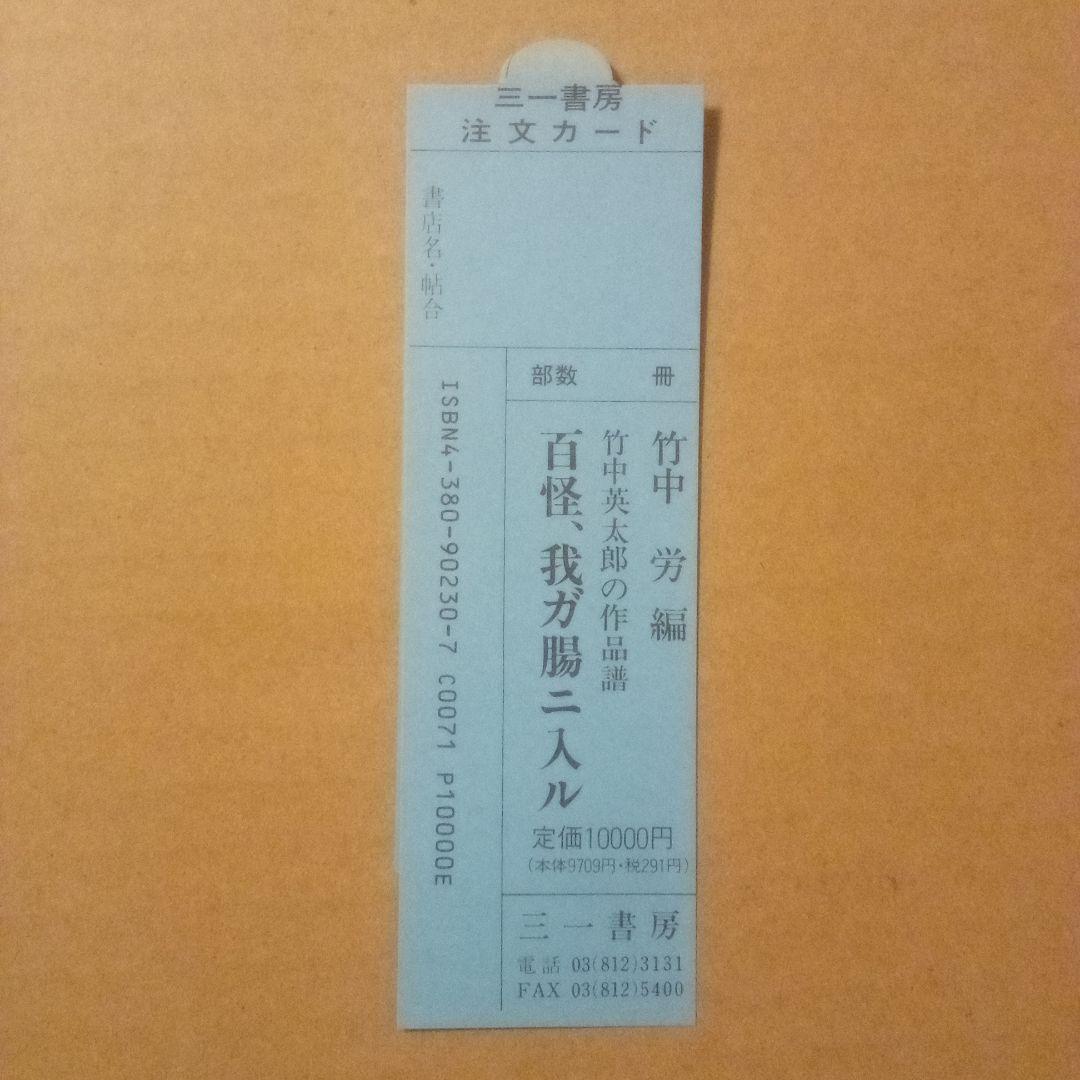 三一書房
注文カード
書店名・帖合
部数 冊
竹中 労 編
竹中英太郎の作品譜
百怪、我ガ腸ニ入ル
定価10000円
(本体9709円・税291円)
ISBN4-380-90230-7 C0071 P10000E
三一書房
電話 03(812)3131
FAX 03(812)5400